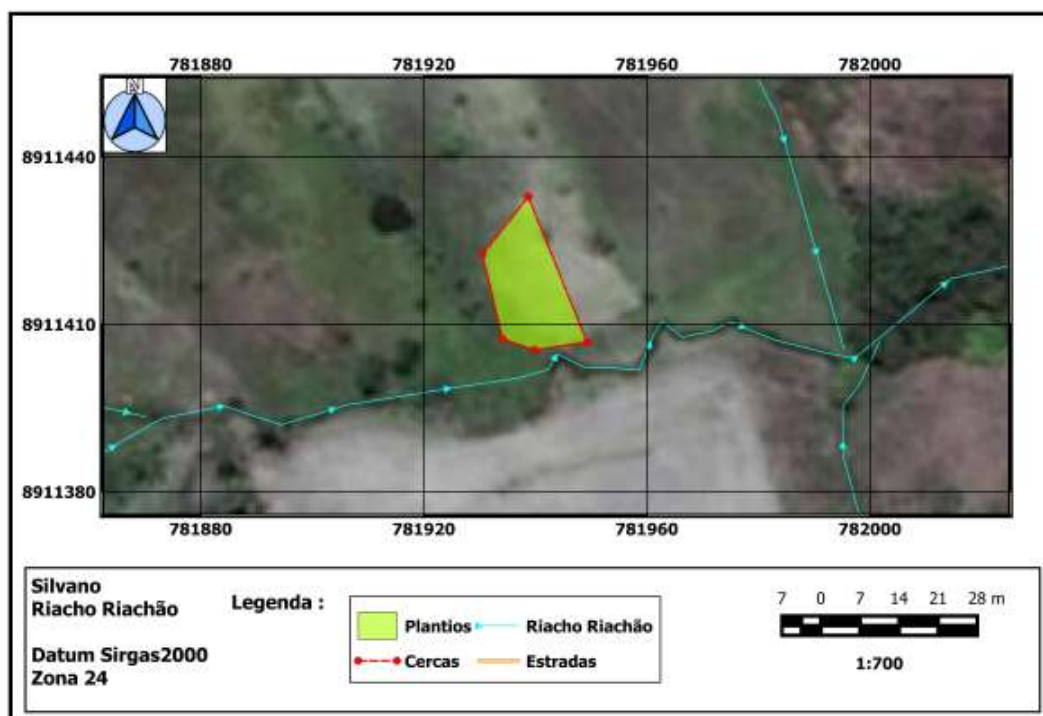 781880 781920 781960 782000
N
8911440
8911410
8911380
781880 781920 781960 782000
Silvano
Riacho Riachão
Datum Sirgas2000
Zona 24
Legenda :
Plantios Riacho Riachão
Cercas Estradas
7 0 7 14 21 28 m
1:700